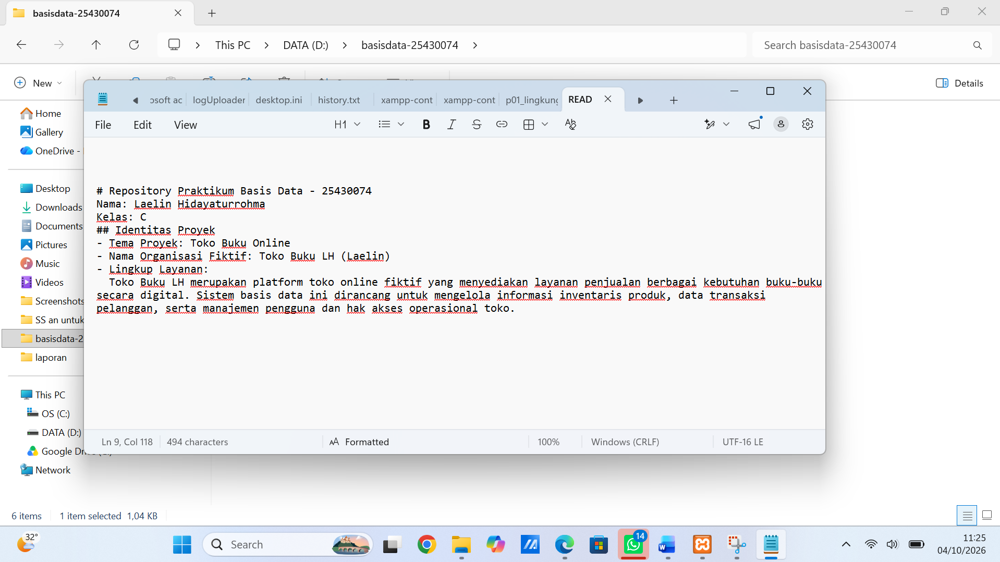 basisdata-25430074
This PC
DATA (D:)
basisdata-25430074
Search basisdata-25430074
New
Details
osoft ac
logUploader
desktop.ini
history.txt
xampp-cont
xampp-cont
p01_lingkung
READ
File
Edit
View
H1
Home
Gallery
OneDrive -
Desktop
Downloads
Documents
Pictures
Music
Videos
Screenshots
SS an untuk
basisdata-2
laporan
This PC
OS (C:)
DATA (D:)
Google Dri
Network
# Repository Praktikum Basis Data - 25430074
Nama: Laelin Hidayaturrohma
Kelas: C
## Identitas Proyek
- Tema Proyek: Toko Buku Online
- Nama Organisasi Fiktif: Toko Buku LH (Laelin)
- Lingkup Layanan:
Toko Buku LH merupakan platform toko online fiktif yang menyediakan layanan penjualan berbagai kebutuhan buku-buku
secara digital. Sistem basis data ini dirancang untuk mengelola informasi inventaris produk, data transaksi
pelanggan, serta manajemen pengguna dan hak akses operasional toko.
Ln 9, Col 118
494 characters
Formatted
100%
Windows (CRLF)
UTF-16 LE
6 items
1 item selected 1,04 KB
32°
Search
14
11:25
04/10/2026